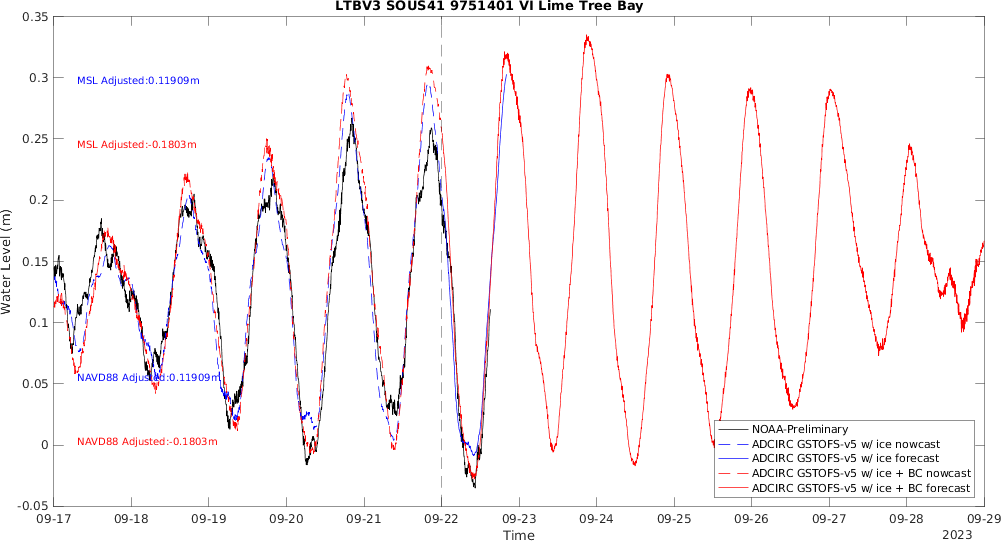 LTBV3 SOUS41 9751401 VI Lime Tree Bay
0.35
0.3
0.25
0.2
0.15
0.1
0.05
0
-0.05
Water Level (m)
MSL Adjusted:0.11909m
MSL Adjusted:-0.1803m
NAVD88 Adjusted:0.11909m
NAVD88 Adjusted:-0.1803m
NOAA-Preliminary
ADCIRC GSTOFS-v5 w/ ice nowcast
ADCIRC GSTOFS-v5 w/ ice forecast
ADCIRC GSTOFS-v5 w/ ice + BC nowcast
ADCIRC GSTOFS-v5 w/ ice + BC forecast
09-17 09-18 09-19 09-20 09-21 09-22 09-23 09-24 09-25 09-26 09-27 09-28 09-29
Time
2023